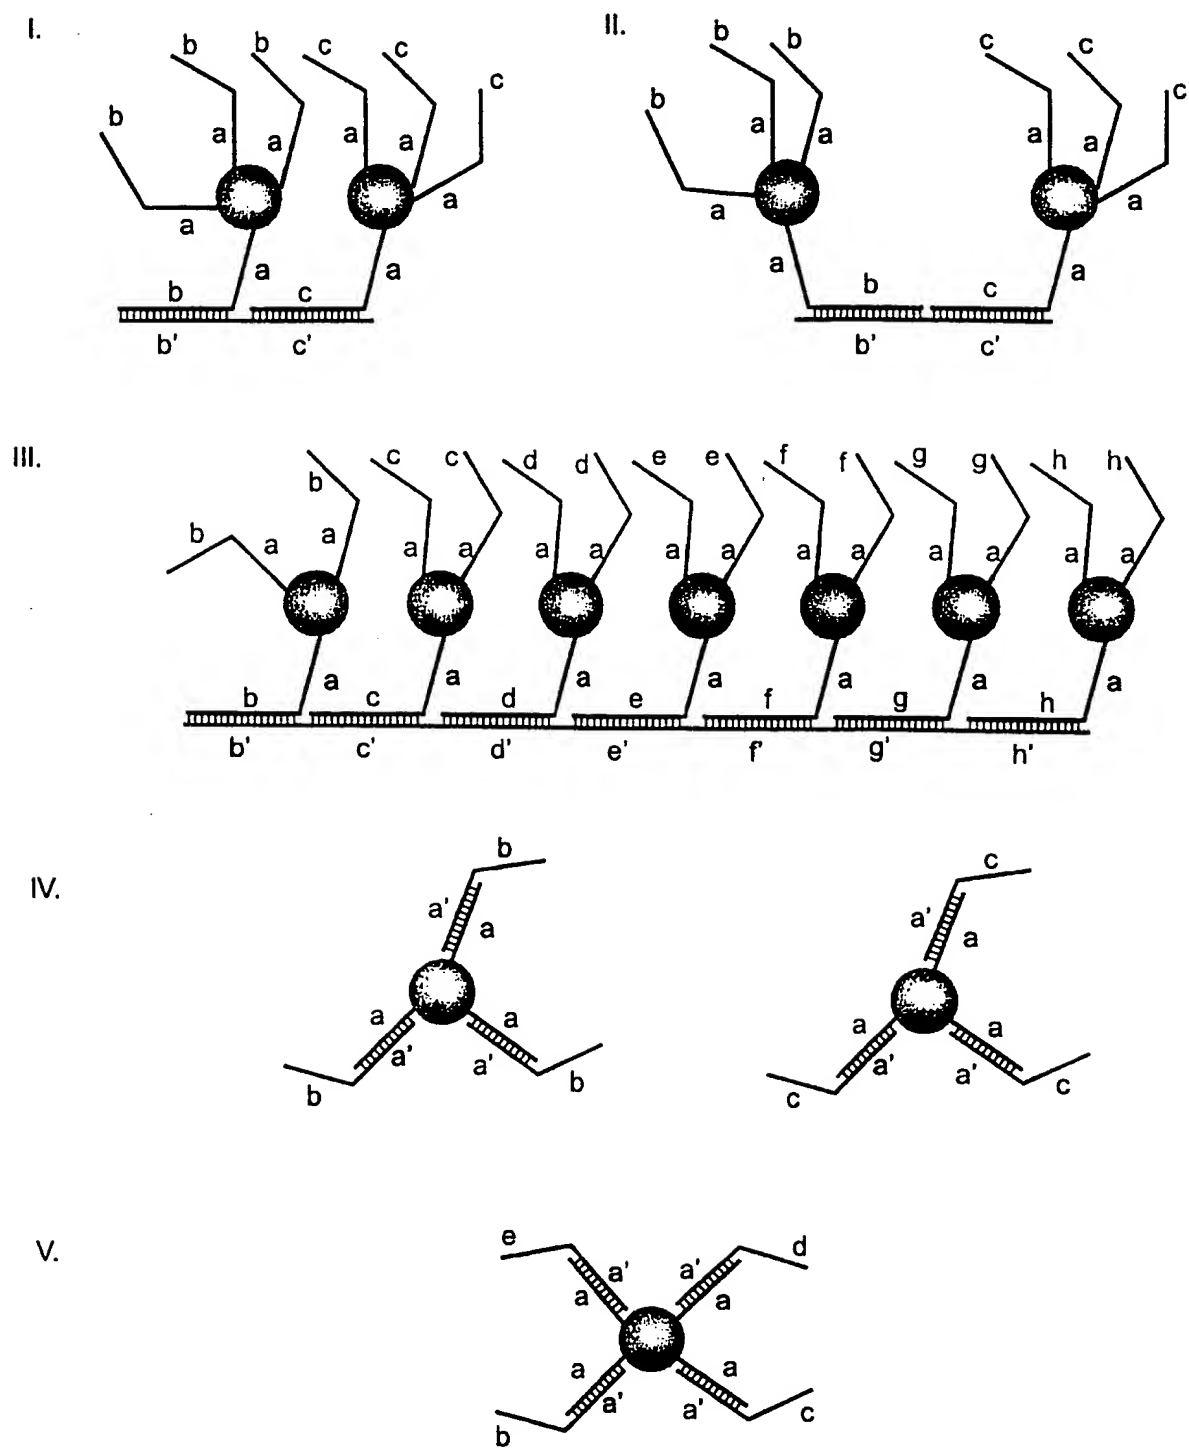 I. II.
b b c c
c
b
a a a a
a
a
a a
b c
b' c'
b b
c c
c
b
a a
a a
a
a
a a
b c
b' c'
III.
b c c d d e e f f g g h h
b
a a a a a a a a a a a a a a
a a a a a a a
b c d e f g h
b' c' d' e' f' g' h'
IV.
b c
a' a a' a
a a a a
a' a' a' a'
b b c c
V.
e d
a' a'
a a
a a
a' a'
b c